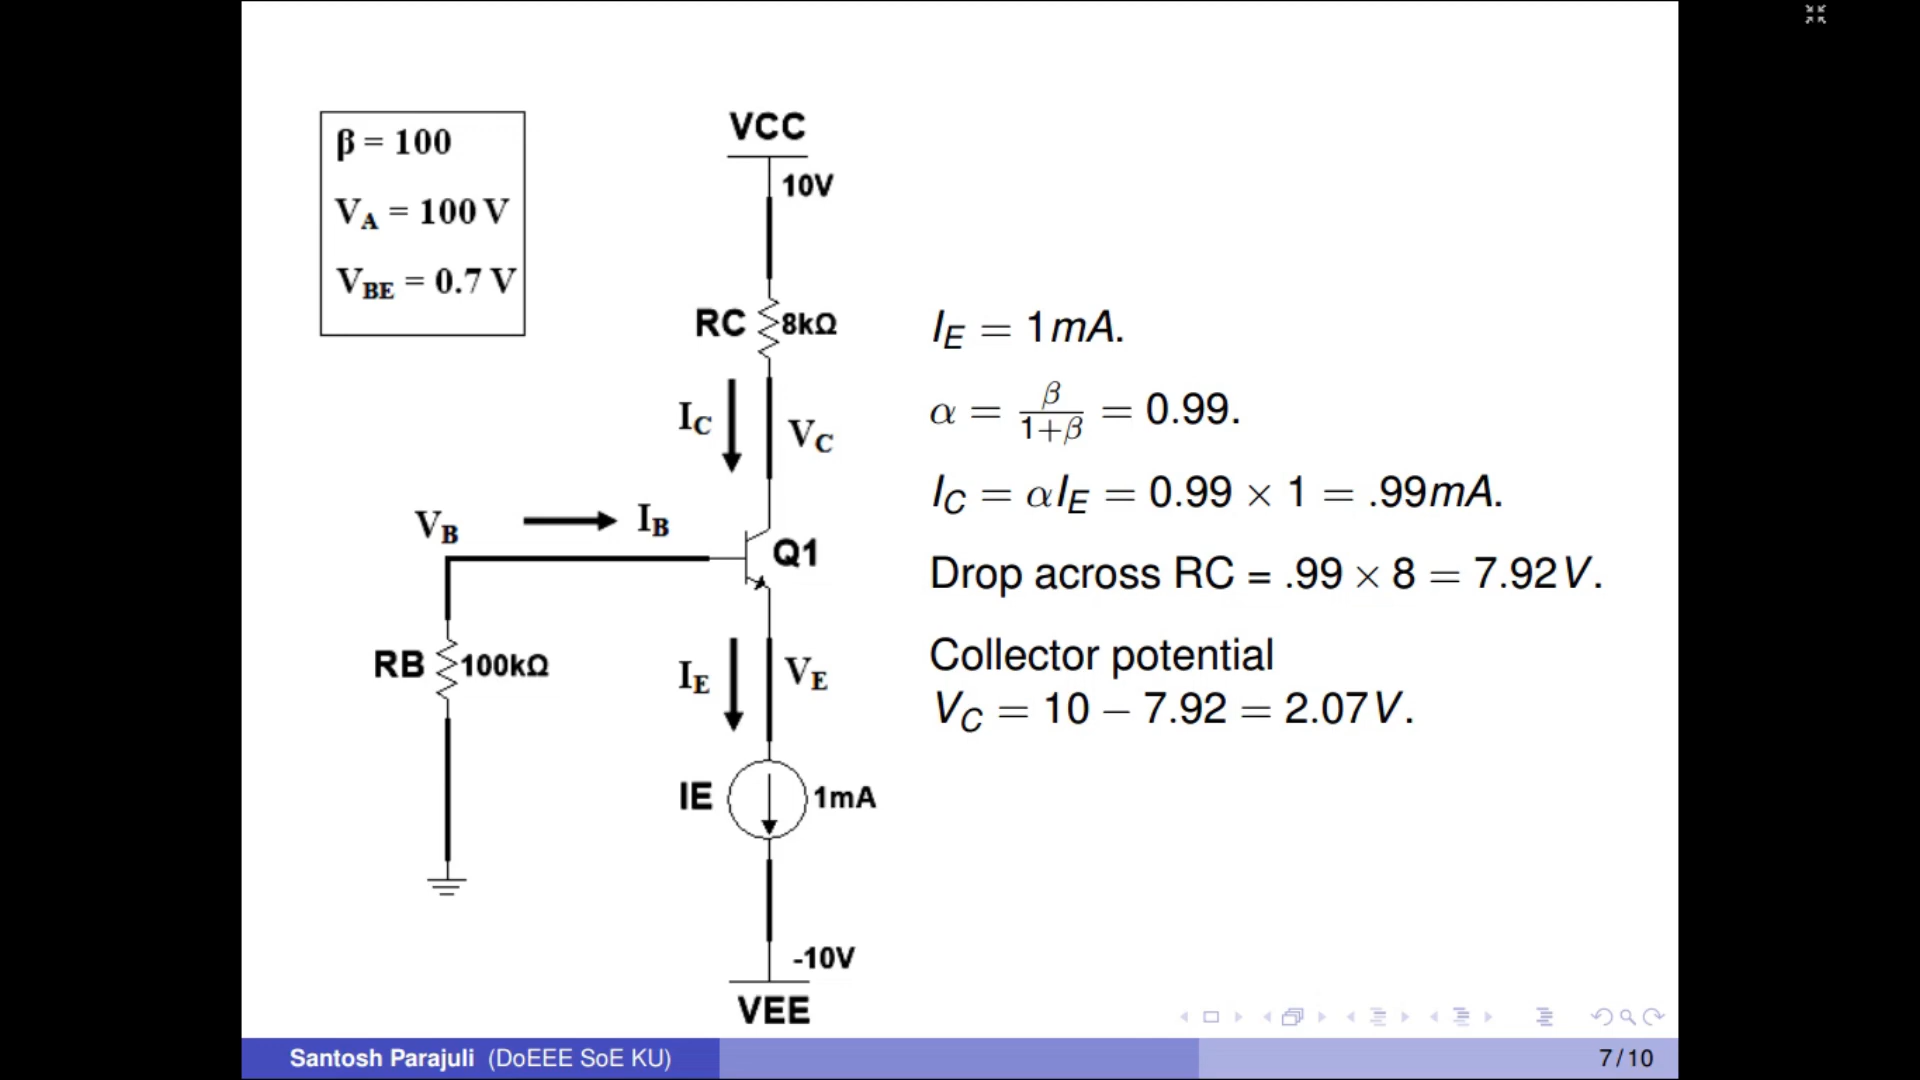 β = 100
V_A = 100 V
V_BE = 0.7 V
VCC
10V
RC
8kΩ
I_C
V_C
V_B
I_B
Q1
RB
100kΩ
I_E
V_E
IE
1mA
-10V
VEE
I_E = 1mA.
α = β/(1+β) = 0.99.
I_C = αI_E = 0.99 × 1 = .99mA.
Drop across RC = .99 × 8 = 7.92V.
Collector potential
V_C = 10 − 7.92 = 2.07V.
Santosh Parajuli (DoEEE SoE KU)
7/10